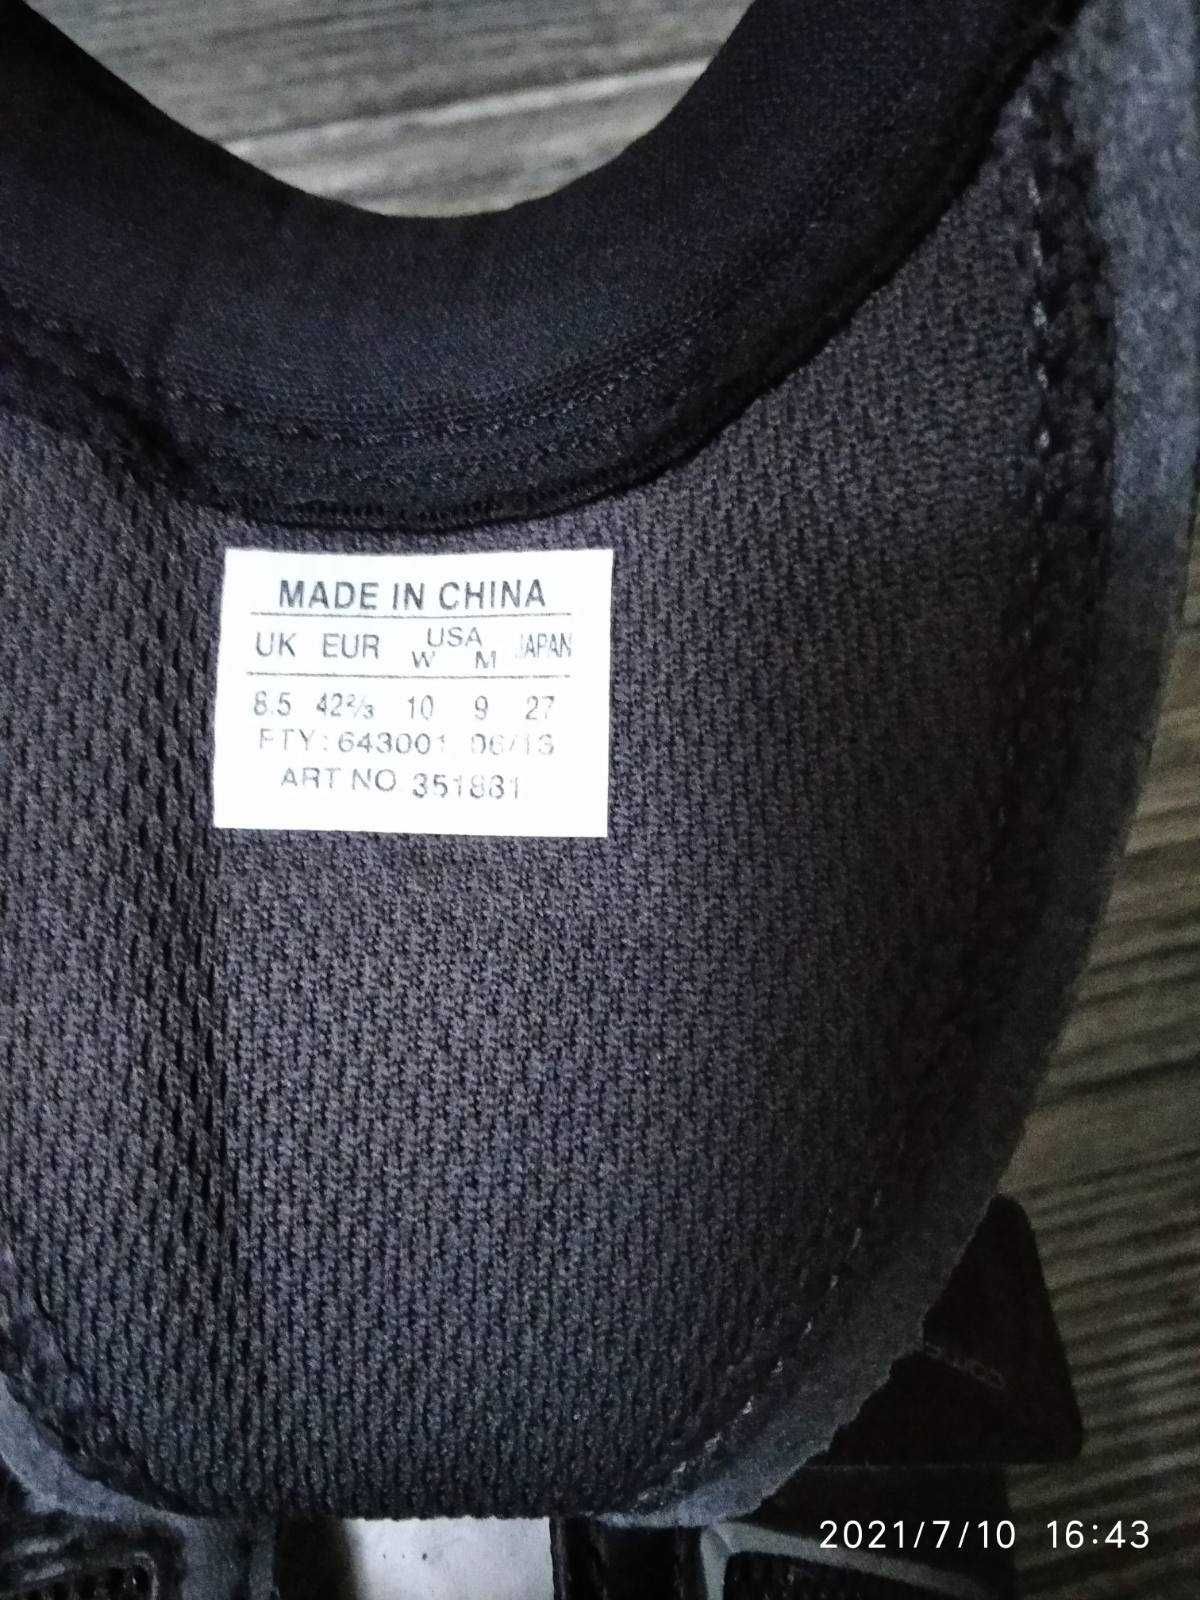 MADE IN CHINA
UK EUR USA JAPAN
W M
8.5 42⅔ 10 9 27
FTY: 643001 06/13
ART NO. 351881
2021/7/10 16:43